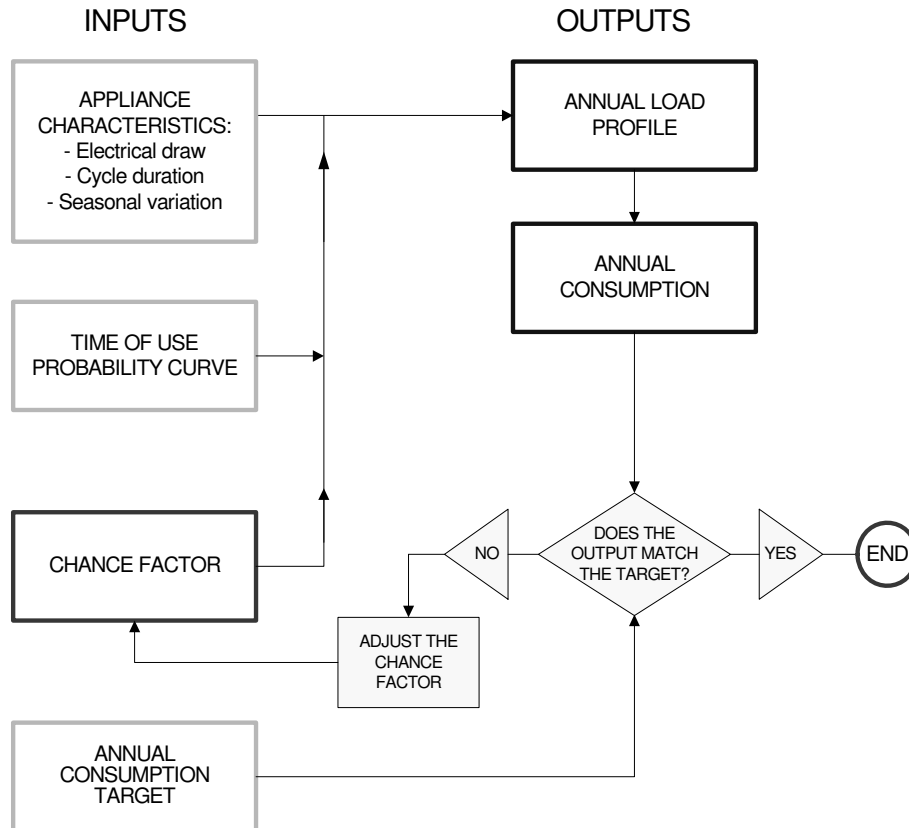 INPUTS
OUTPUTS
APPLIANCE
CHARACTERISTICS:
- Electrical draw
- Cycle duration
- Seasonal variation
ANNUAL LOAD
PROFILE
ANNUAL
CONSUMPTION
TIME OF USE
PROBABILITY CURVE
CHANCE FACTOR
NO
DOES THE
OUTPUT MATCH
THE TARGET?
YES
END
ADJUST THE
CHANCE
FACTOR
ANNUAL
CONSUMPTION
TARGET